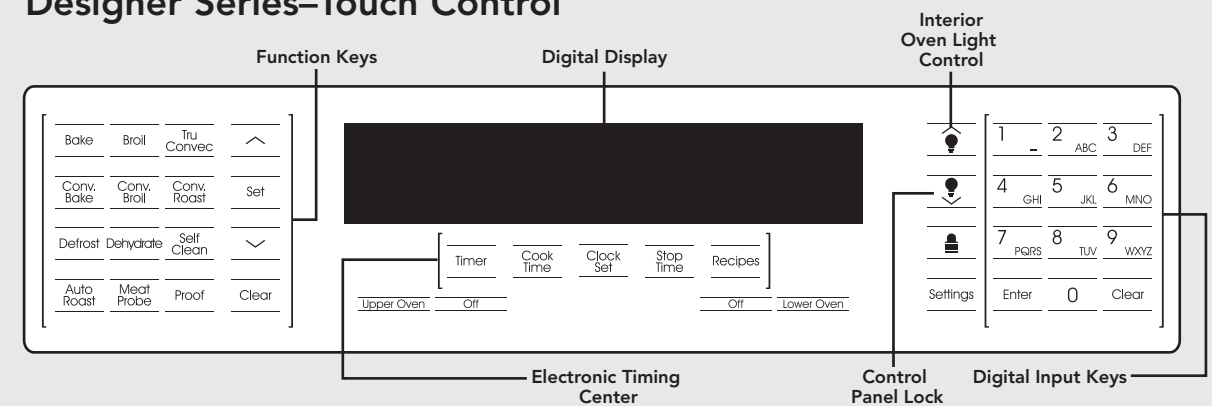 Designer Series–Touch Control
Interior
Oven Light
Control
Function Keys
Digital Display
Bake Broil Tru Convec
Conv. Bake Conv. Broil Conv. Roast Set
Defrost Dehydrate Self Clean
Auto Roast Meat Probe Proof Clear
Timer Cook Time Clock Set Stop Time Recipes
Upper Oven Off Off Lower Oven
1 - 2 ABC 3 DEF
4 GHI 5 JKL 6 MNO
7 PQRS 8 TUV 9 WXYZ
Settings Enter 0 Clear
Electronic Timing
Center
Control
Panel Lock
Digital Input Keys